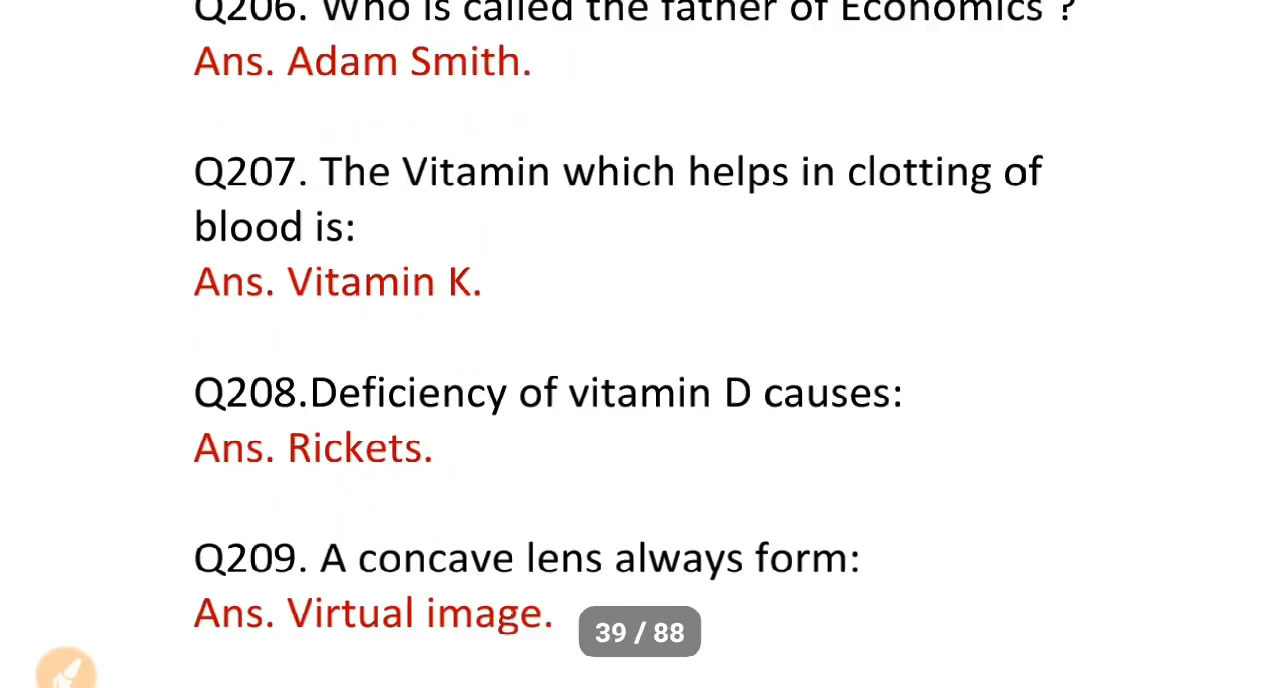 Q206. Who is called the father of Economics ?
Ans. Adam Smith.
Q207. The Vitamin which helps in clotting of
blood is:
Ans. Vitamin K.
Q208.Deficiency of vitamin D causes:
Ans. Rickets.
Q209. A concave lens always form:
Ans. Virtual image.
39 / 88